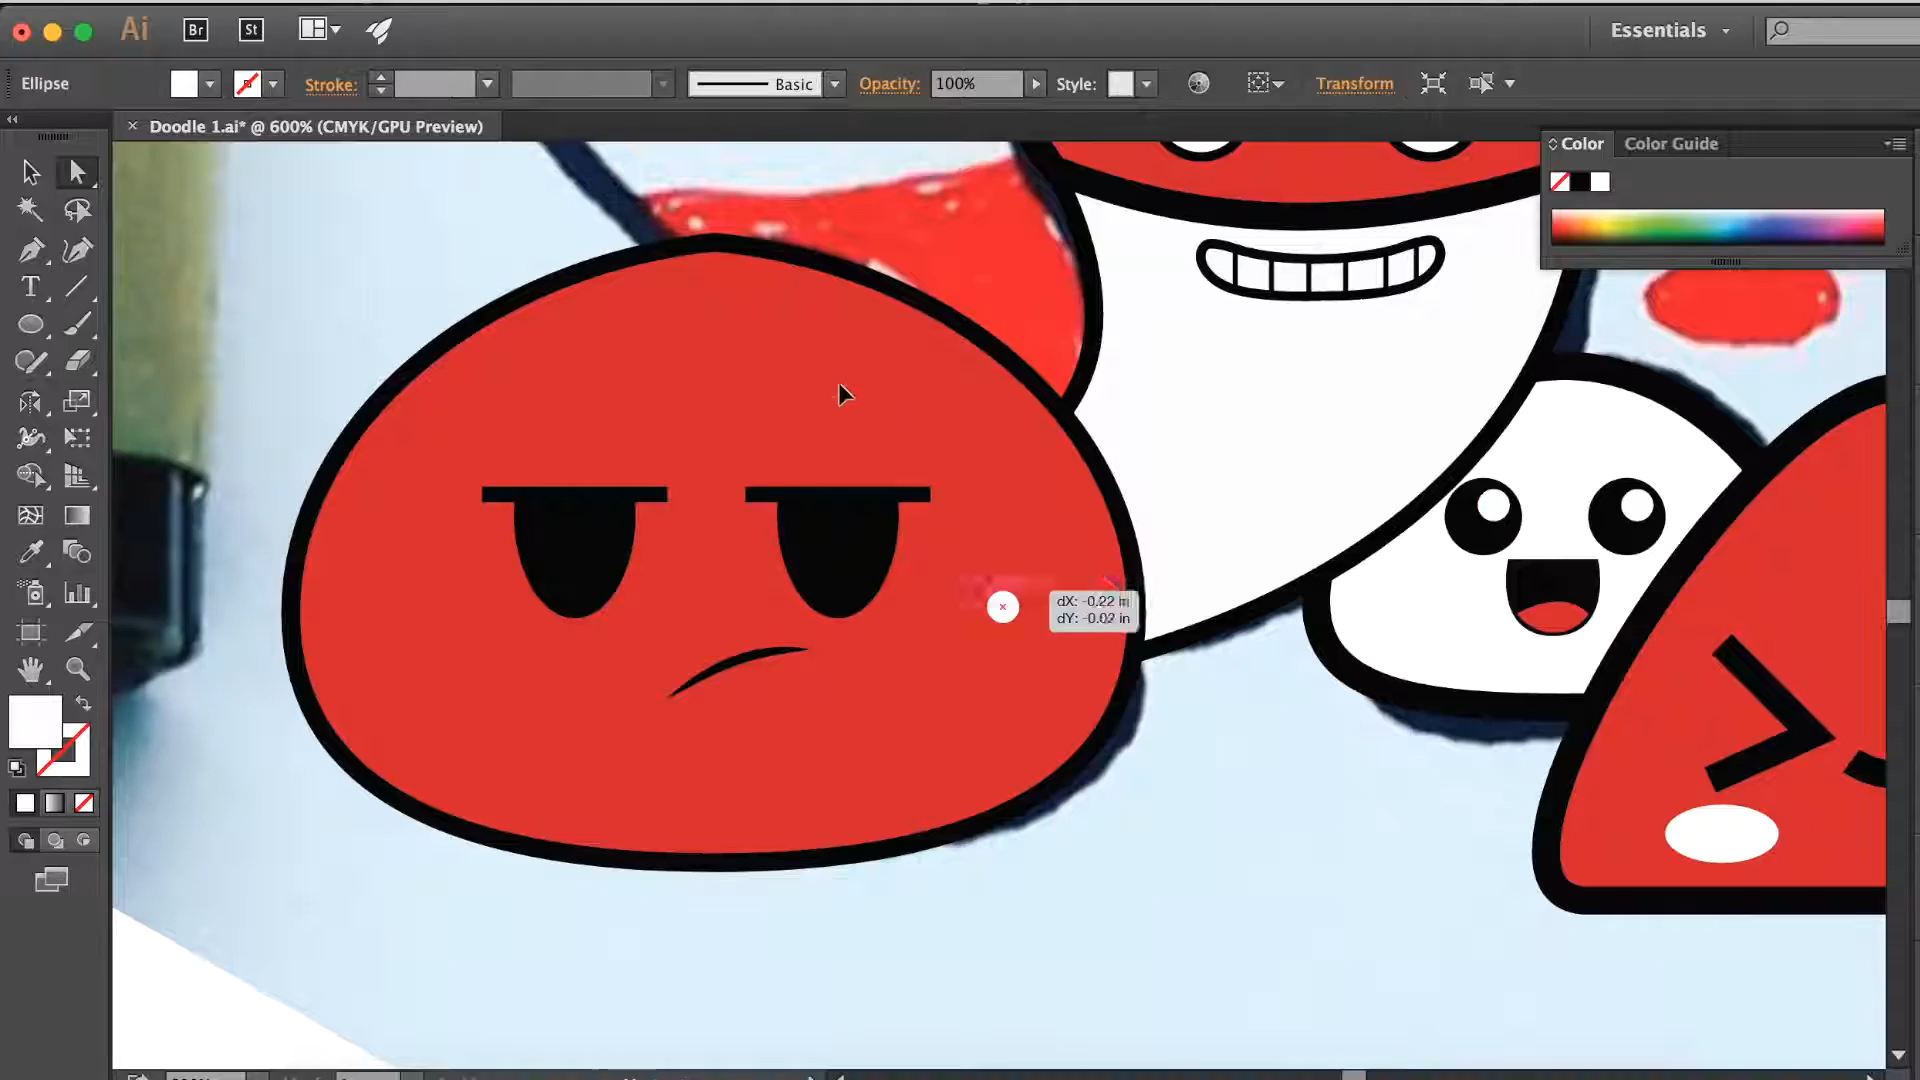 Ai
Br
St
Essentials
Ellipse
Stroke:
Basic
Opacity:
100%
Style:
Transform
× Doodle 1.ai* @ 600% (CMYK/GPU Preview)
Color
Color Guide
T
dX: -0.22 in
dY: -0.02 in